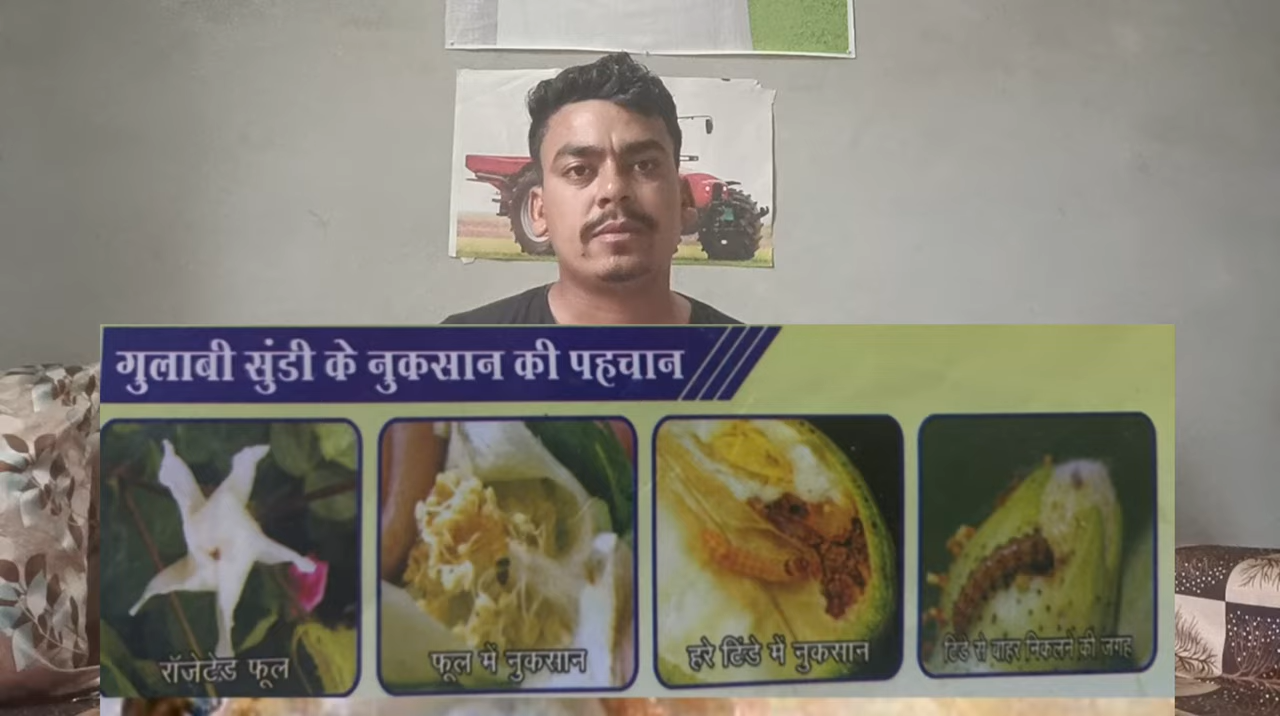 गुलाबी सुंडी के नुकसान की पहचान
रॉजेटेड फूल
फूल में नुकसान
हरे टिंडे में नुकसान
टिंडे से बाहर निकलने की जगह